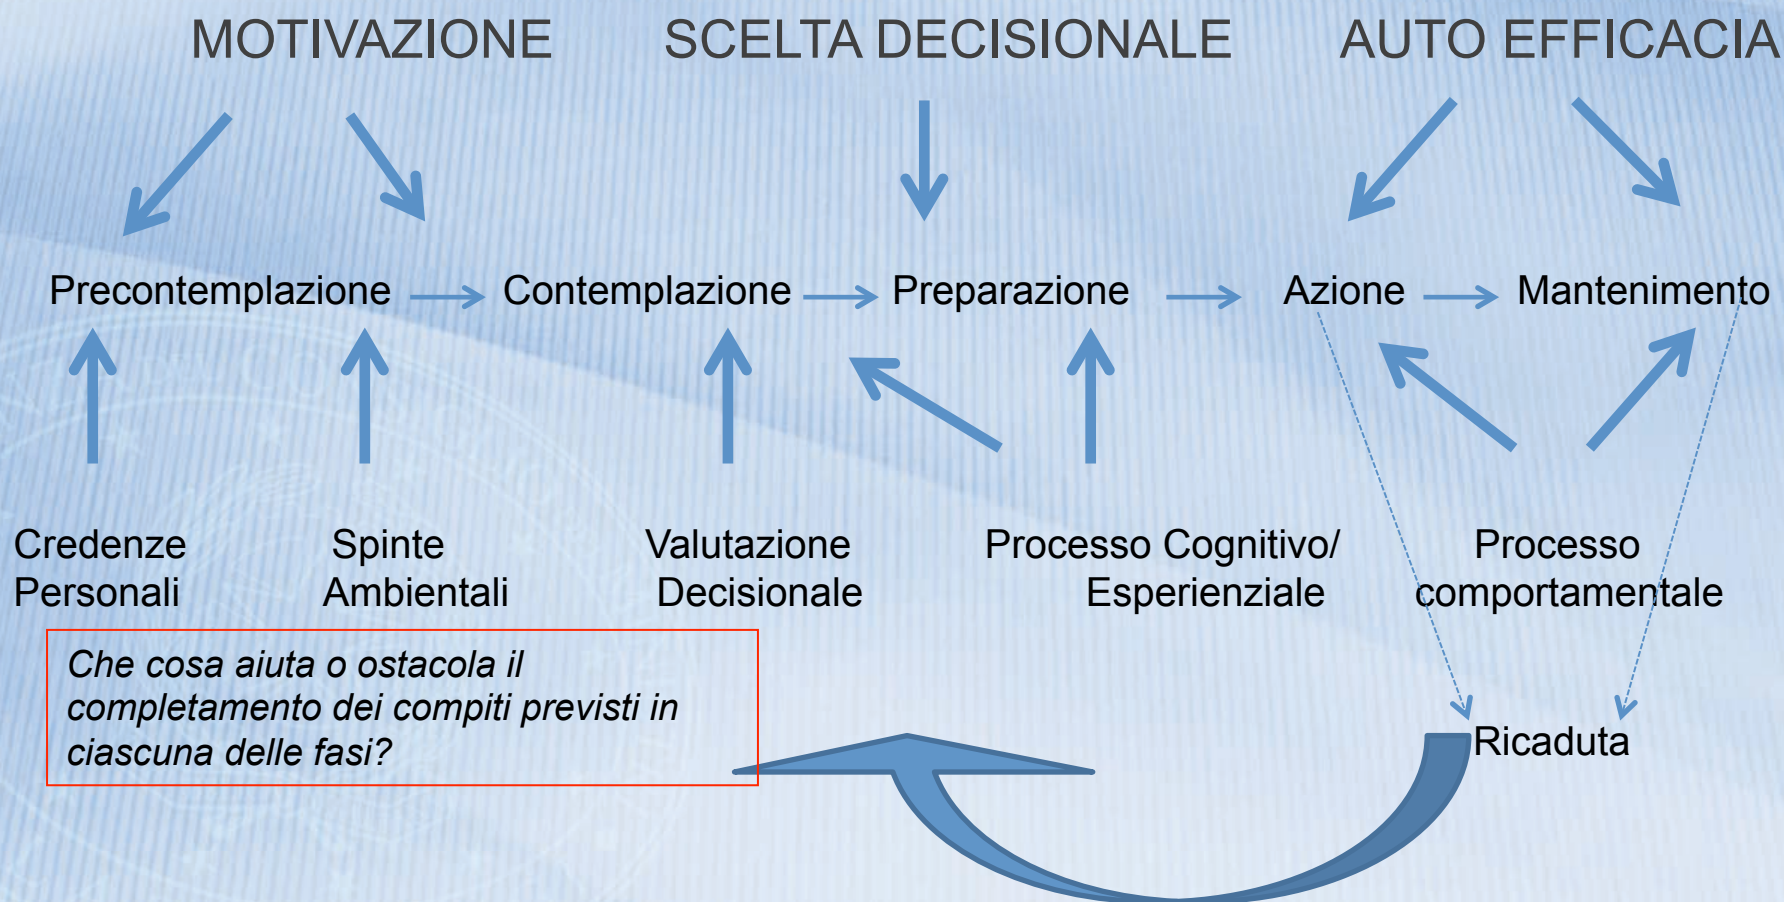 MOTIVAZIONE SCELTA DECISIONALE AUTO EFFICACIA
Precontemplazione Contemplazione Preparazione Azione Mantenimento
Credenze Spinte Valutazione Processo Cognitivo/ Processo
Personali Ambientali Decisionale Esperienziale comportamentale
Che cosa aiuta o ostacola il
completamento dei compiti previsti in
ciascuna delle fasi?
Ricaduta